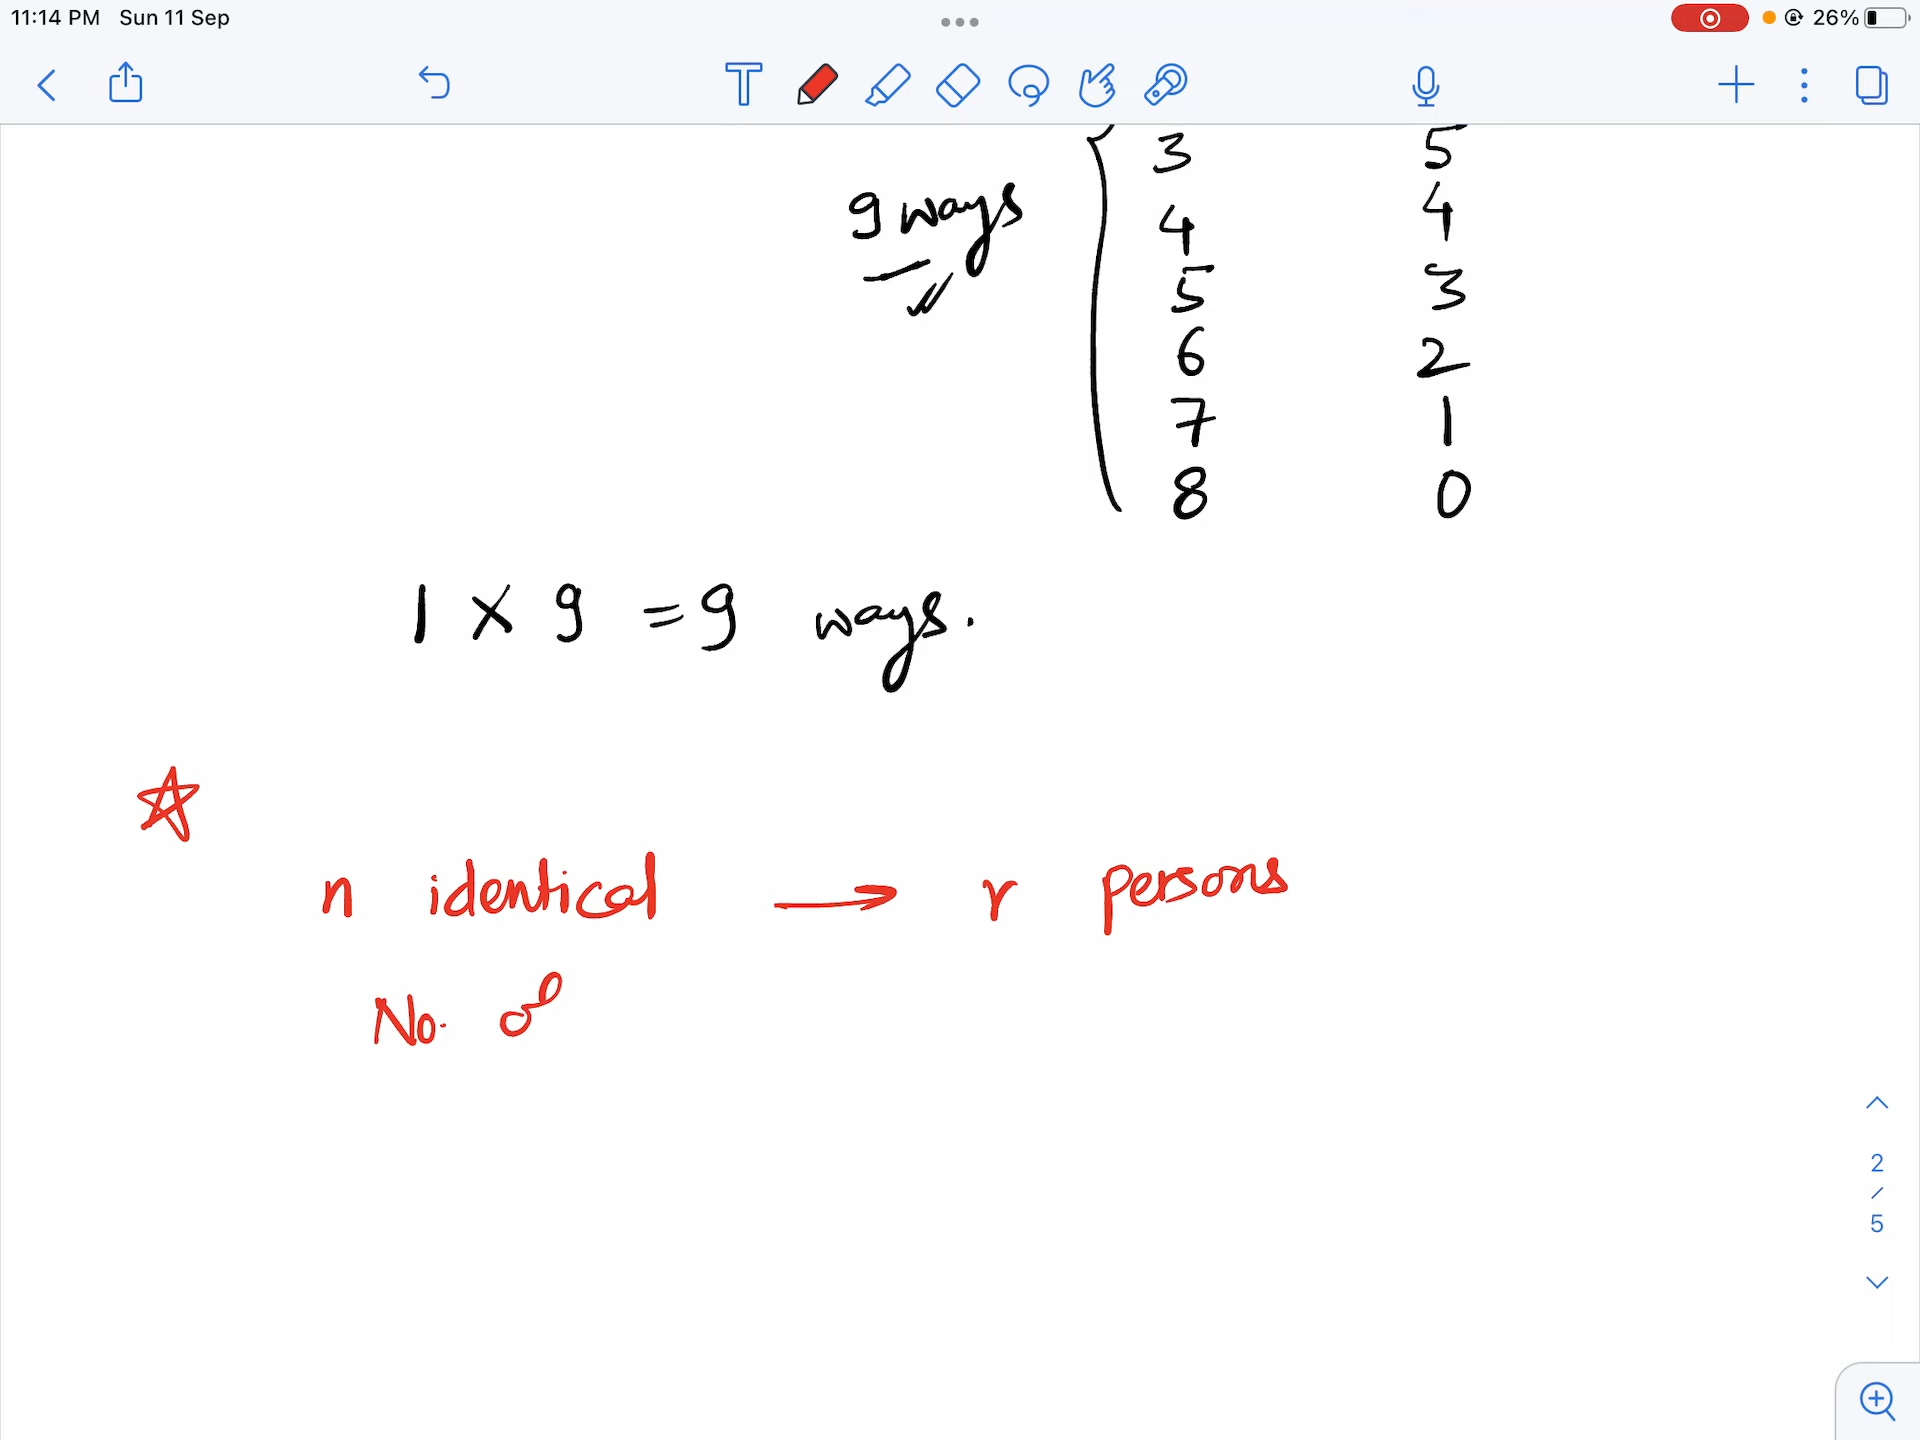 11:14 PM Sun 11 Sep
26%
T
3 5
9 ways
4 4
5 3
6 2
7 1
8 0
1 × 9 = 9 ways.
n identical → r persons
No. of
2
/
5